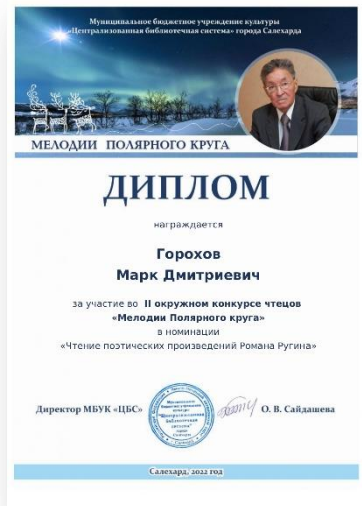 Муниципальное бюджетное учреждение культуры
«Централизованная библиотечная система» города Салехарда
МЕЛОДИИ ПОЛЯРНОГО КРУГА
ДИПЛОМ
награждается
Горохов
Марк Дмитриевич
за участие во II окружном конкурсе чтецов
«Мелодии Полярного круга»
в номинации
«Чтение поэтических произведений Романа Ругина»
Директор МБУК «ЦБС»
О. В. Сайдашева
Салехард, 2022 год